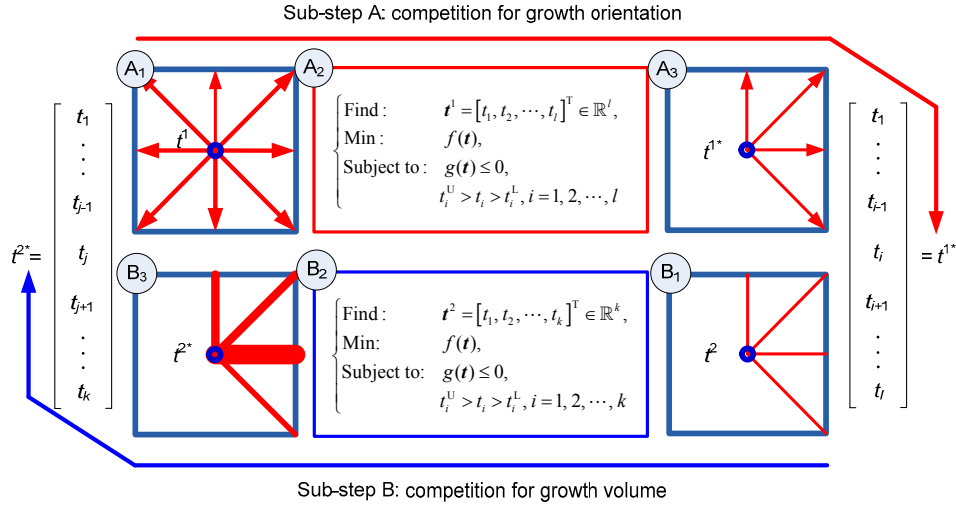 Sub-step A: competition for growth orientation
A1
A2
A3
t1
.
.
.
tj-1
tj
tj+1
.
.
.
tk
t2*=
t¹
Find : t¹ = [t₁, t₂, ⋯, tₗ]ᵀ ∈ ℝˡ,
Min : f(t),
Subject to : g(t) ≤ 0,
tᵢᵁ > tᵢ > tᵢᴸ, i = 1, 2, ⋯, l
t1*
t1
.
.
.
ti-1
ti
ti+1
.
.
.
tl
= t1*
B3
B2
B1
t2*
Find : t² = [t₁, t₂, ⋯, tₖ]ᵀ ∈ ℝᵏ,
Min: f(t),
Subject to: g(t) ≤ 0,
tᵢᵁ > tᵢ > tᵢᴸ, i = 1, 2, ⋯, k
t²
Sub-step B: competition for growth volume